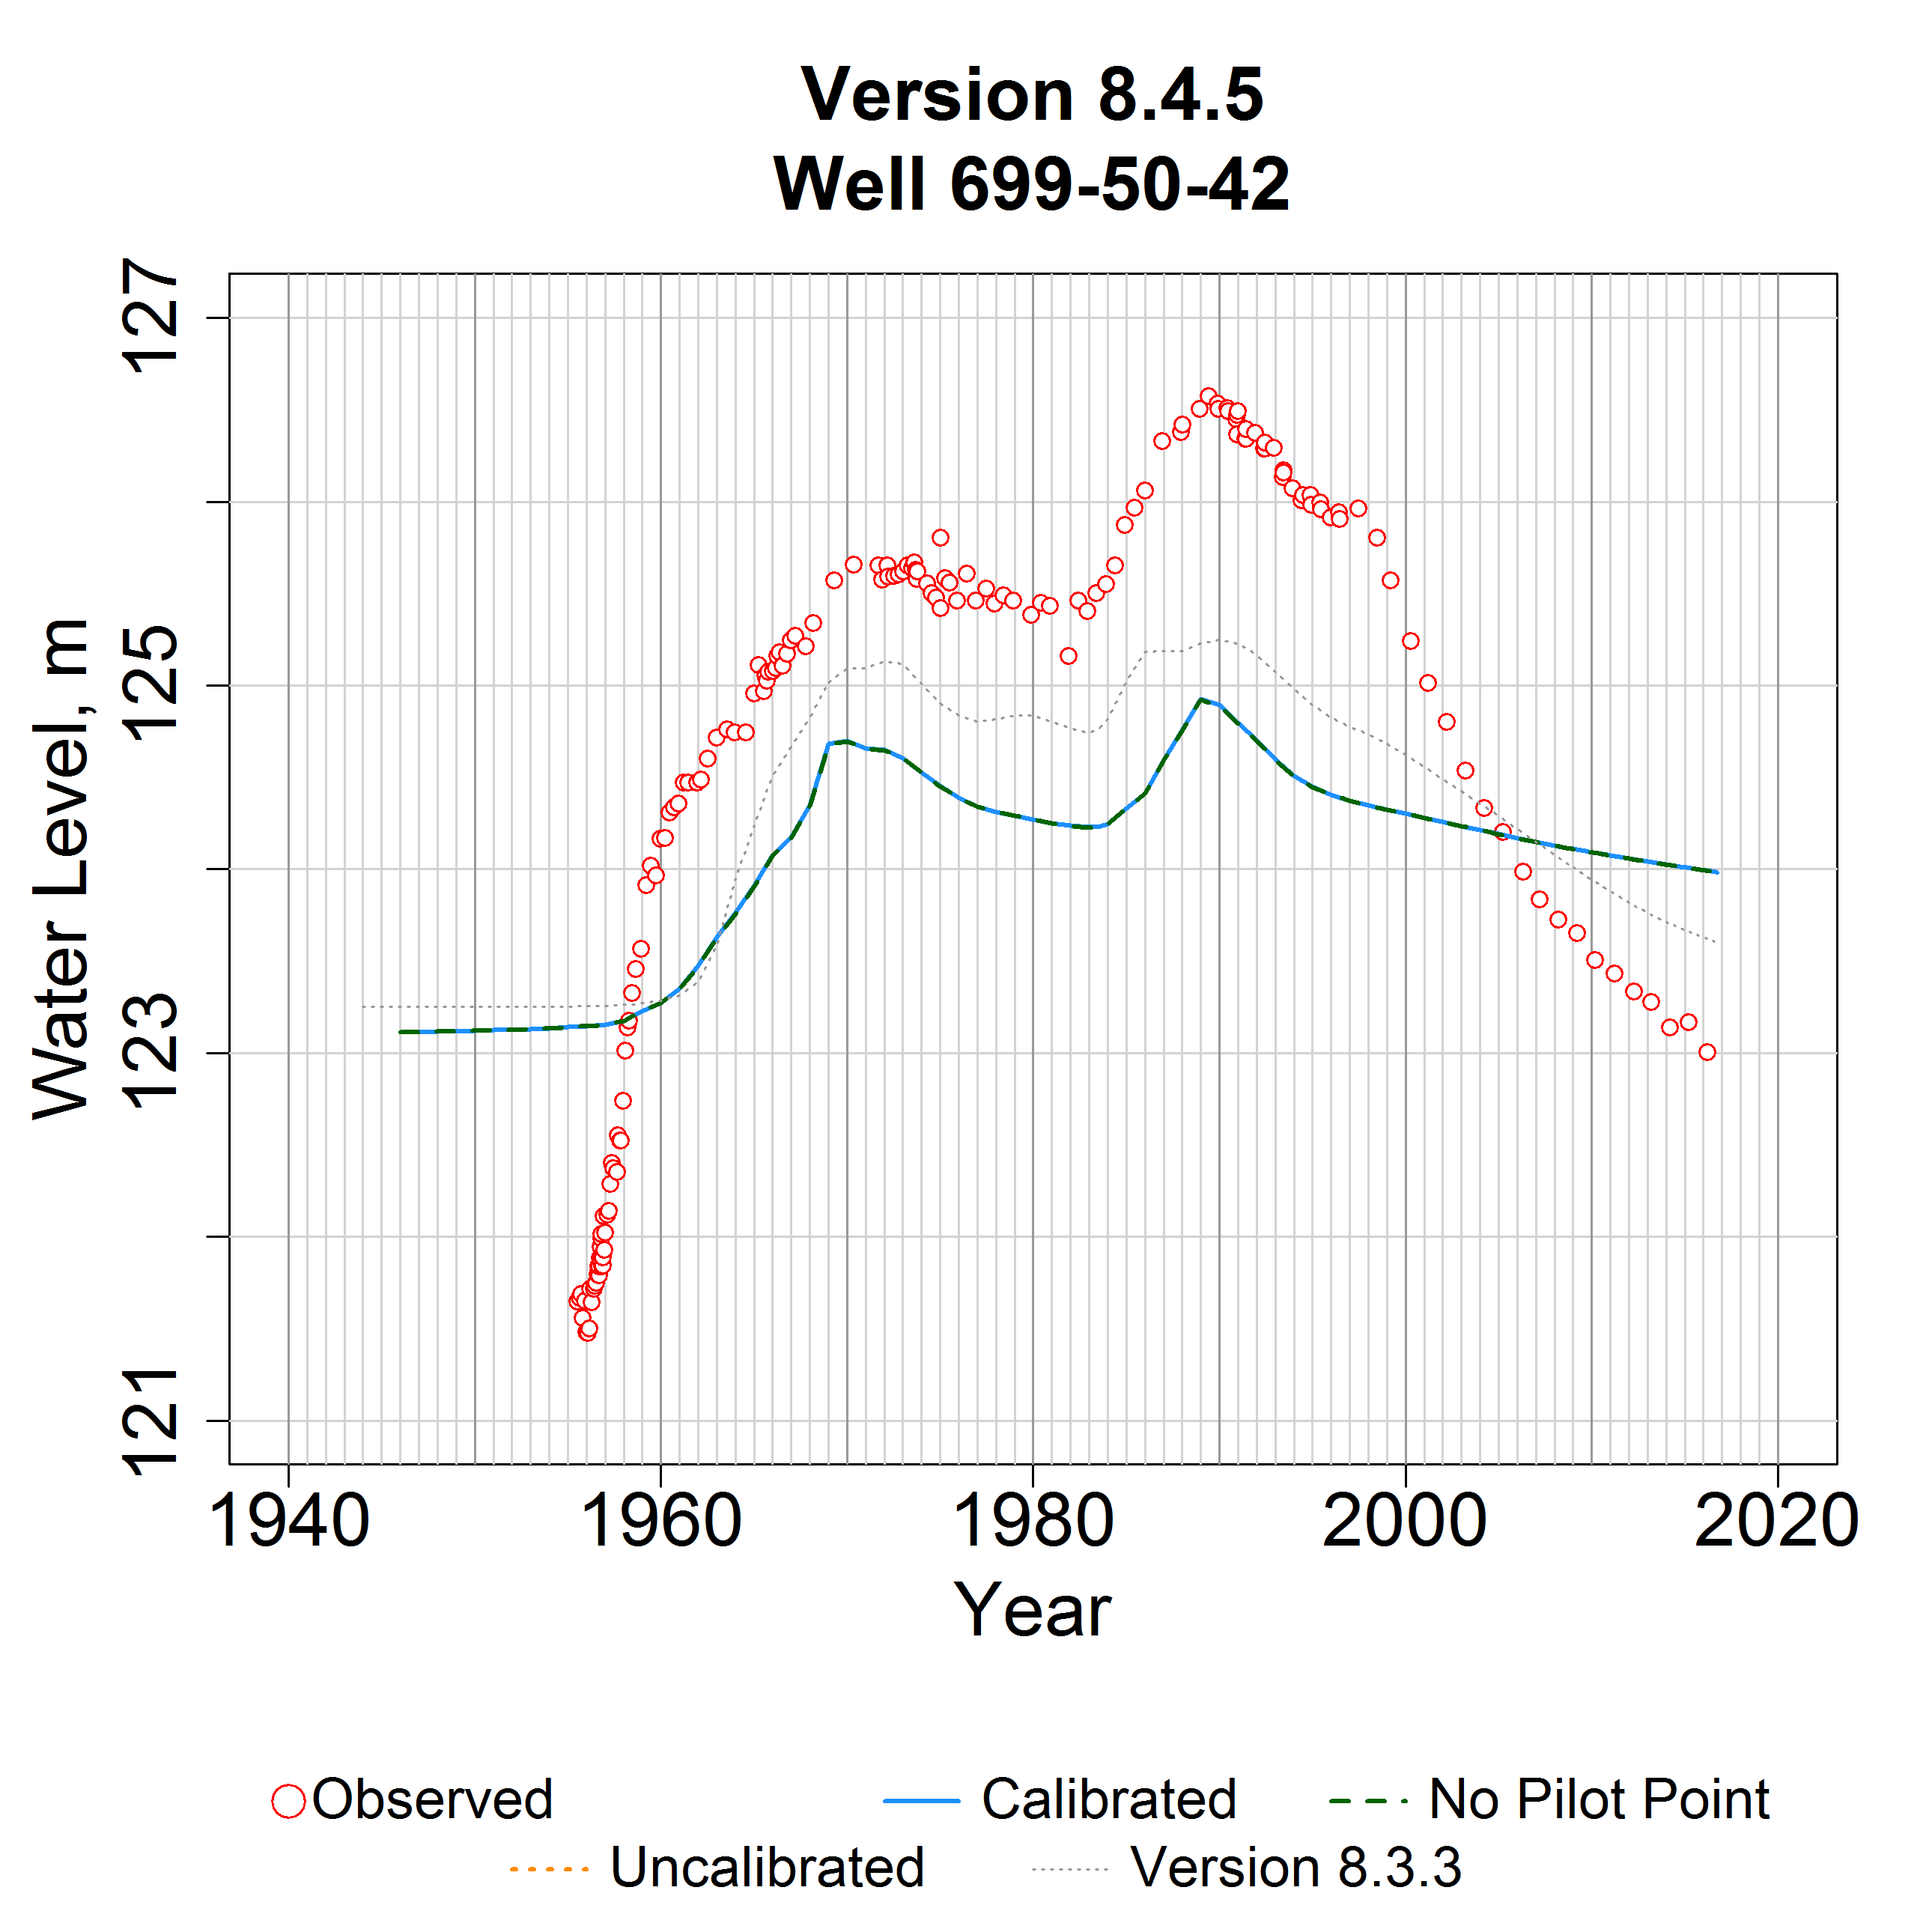 Version 8.4.5
Well 699-50-42
Water Level, m
127
125
123
121
1940 1960 1980 2000 2020
Year
Observed Calibrated No Pilot Point
Uncalibrated Version 8.3.3